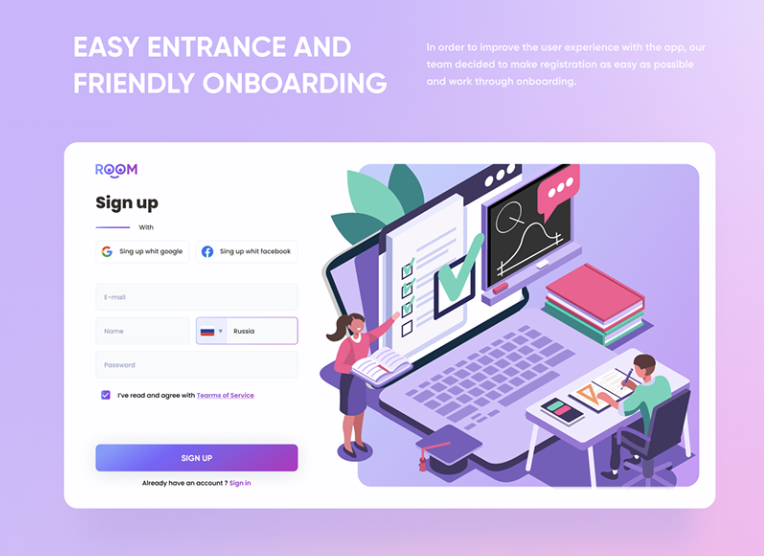 EASY ENTRANCE AND
FRIENDLY ONBOARDING
In order to improve the user experience with the app, our
team decided to make registration as easy as possible
and work through onboarding.
ROOM
Sign up
With
Sing up whit google
Sing up whit facebook
E-mail
Name
Russia
Password
I've read and agree with Tearms of Service
SIGN UP
Already have an account ? Sign in